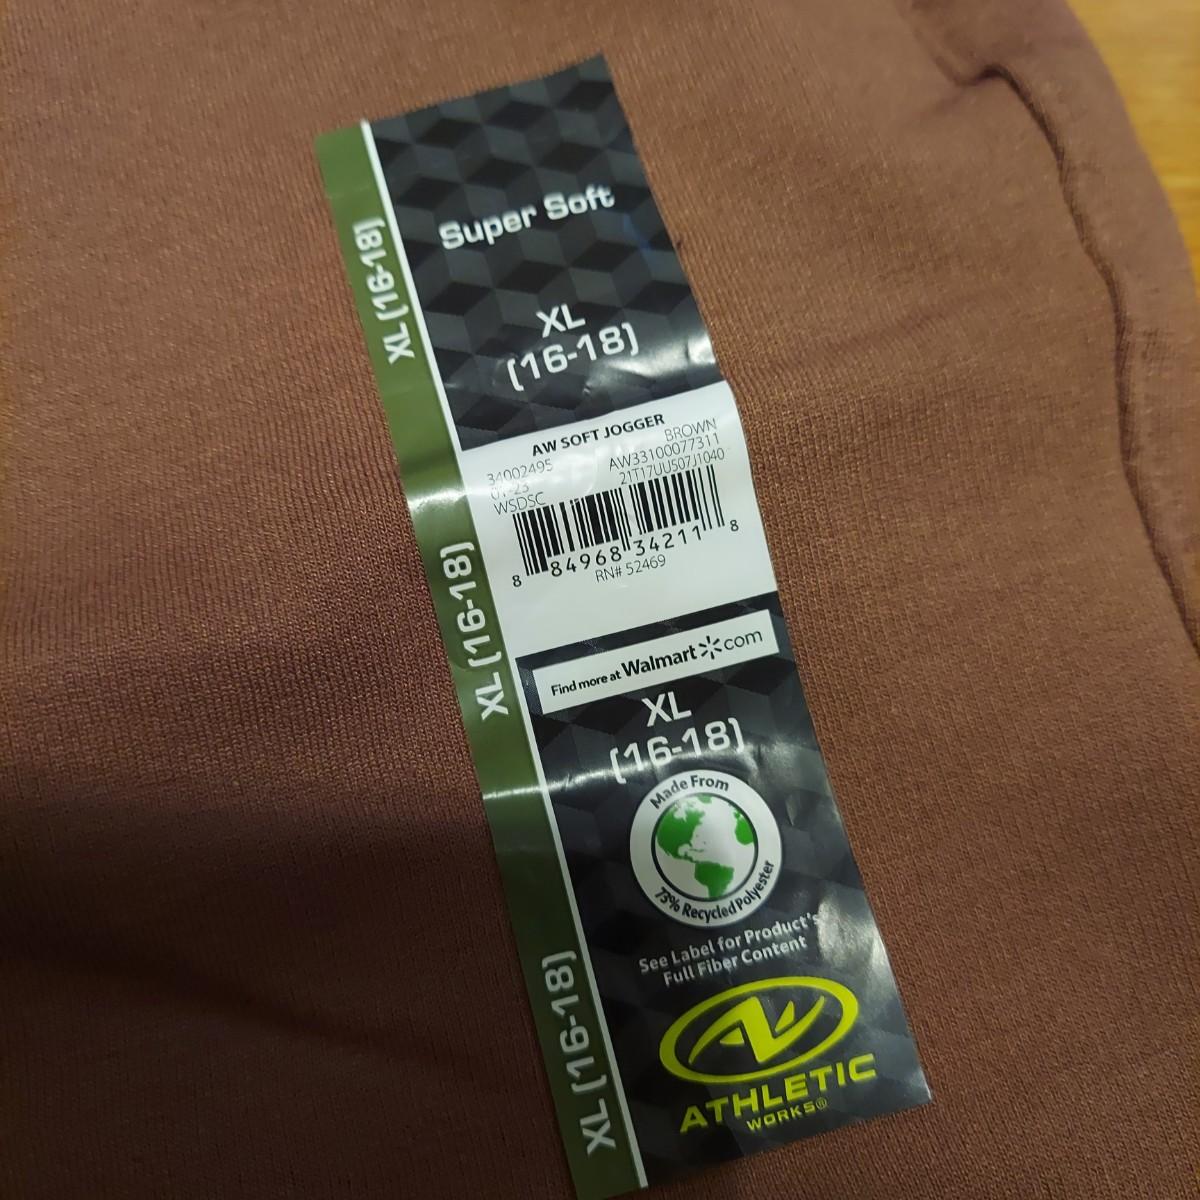 Super Soft
XL
(16-18)
XL (16-18)
AW SOFT JOGGER
34002495 BROWN
01-23 AW33100077311
WSDSC 21T17UU507J1040
8 84968 34211 8
RN# 52469
XL (16-18)
Find more at Walmart com
XL
(16-18)
Made From
73% Recycled Polyester
See Label for Product's
Full Fiber Content
XL (16-18)
ATHLETIC
WORKS®